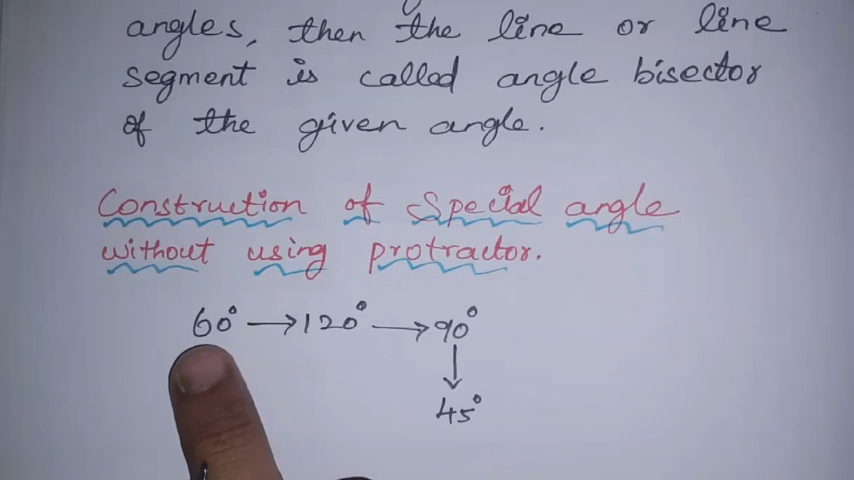 angles, then the line or line
segment is called angle bisector
of the given angle.
Construction of Special angle
without using protractor.
60° → 120° → 90°
↓
45°